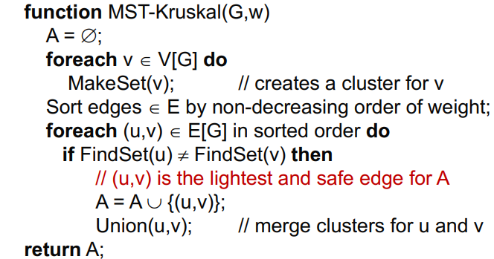 function MST-Kruskal(G,w)
A = ∅;
foreach v ∈ V[G] do
MakeSet(v); // creates a cluster for v
Sort edges ∈ E by non-decreasing order of weight;
foreach (u,v) ∈ E[G] in sorted order do
if FindSet(u) ≠ FindSet(v) then
// (u,v) is the lightest and safe edge for A
A = A ∪ {(u,v)};
Union(u,v); // merge clusters for u and v
return A;